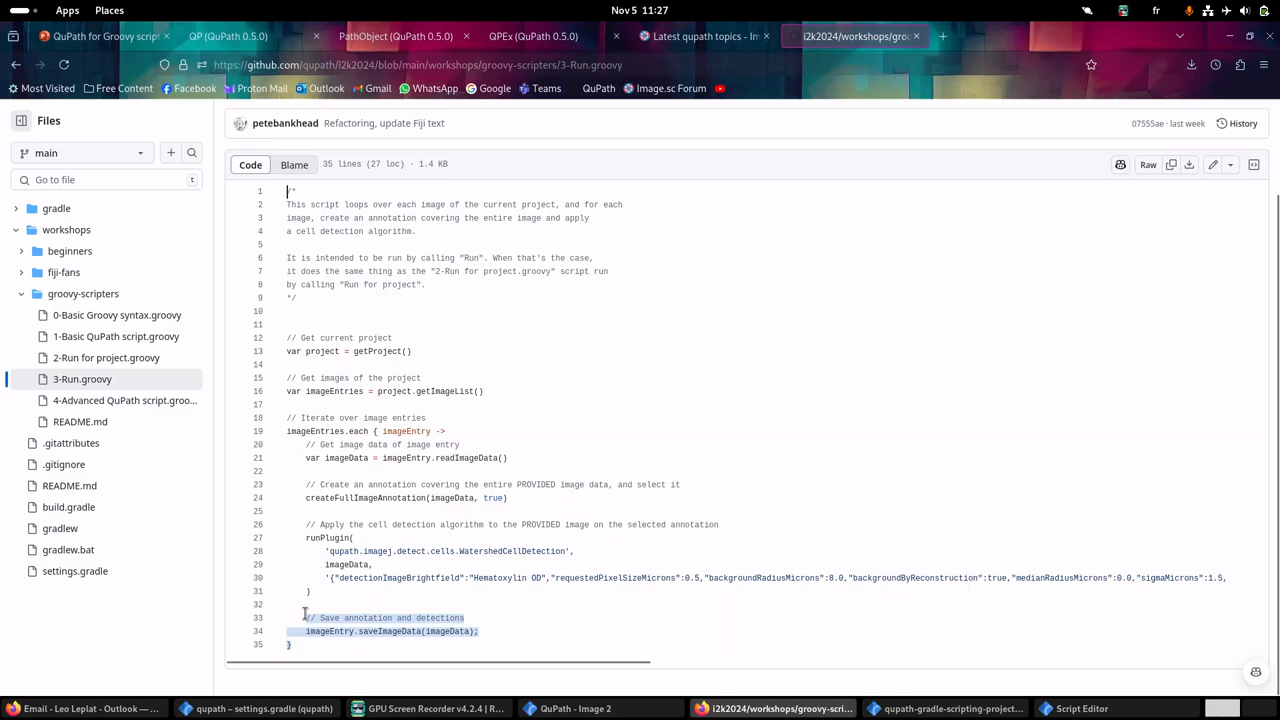 Apps Places
Nov 5 11:27
fr
QuPath for Groovy script
QP (QuPath 0.5.0)
PathObject (QuPath 0.5.0)
QPEx (QuPath 0.5.0)
Latest qupath topics - Im
i2k2024/workshops/groo
https://github.com/qupath/i2k2024/blob/main/workshops/groovy-scripters/3-Run.groovy
Most Visited Free Content Facebook Proton Mail Outlook Gmail WhatsApp Google Teams QuPath Image.sc Forum
Files
main
Go to file
t
gradle
workshops
beginners
fiji-fans
groovy-scripters
0-Basic Groovy syntax.groovy
1-Basic QuPath script.groovy
2-Run for project.groovy
3-Run.groovy
4-Advanced QuPath script.groo...
README.md
.gitattributes
.gitignore
README.md
build.gradle
gradlew
gradlew.bat
settings.gradle
petebankhead Refactoring, update Fiji text
07555ae · last week History
Code Blame 35 lines (27 loc) · 1.4 KB
Raw
1 /*
2 This script loops over each image of the current project, and for each
3 image, create an annotation covering the entire image and apply
4 a cell detection algorithm.
5
6 It is intended to be run by calling "Run". When that's the case,
7 it does the same thing as the "2-Run for project.groovy" script run
8 by calling "Run for project".
9 */
10
11
12 // Get current project
13 var project = getProject()
14
15 // Get images of the project
16 var imageEntries = project.getImageList()
17
18 // Iterate over image entries
19 imageEntries.each { imageEntry ->
20 // Get image data of image entry
21 var imageData = imageEntry.readImageData()
22
23 // Create an annotation covering the entire PROVIDED image data, and select it
24 createFullImageAnnotation(imageData, true)
25
26 // Apply the cell detection algorithm to the PROVIDED image on the selected annotation
27 runPlugin(
28 'qupath.imagej.detect.cells.WatershedCellDetection',
29 imageData,
30 '{"detectionImageBrightfield":"Hematoxylin OD","requestedPixelSizeMicrons":0.5,"backgroundRadiusMicrons":8.0,"backgroundByReconstruction":true,"medianRadiusMicrons":0.0,"sigmaMicrons":1.5,
31 )
32
33 // Save annotation and detections
34 imageEntry.saveImageData(imageData);
35 }
Email - Leo Leplat - Outlook — ...
qupath – settings.gradle (qupath)
GPU Screen Recorder v4.2.4 | R...
QuPath - Image 2
i2k2024/workshops/groovy-scri...
qupath-gradle-scripting-project...
Script Editor